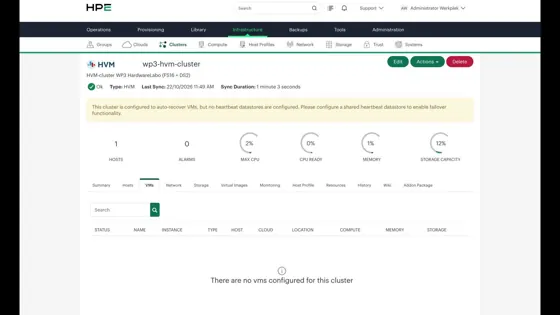 HPE
Search
Support
AW Administrator Werkplek
Operations Provisioning Library Infrastructure Backups Tools Administration
Groups Clouds Clusters Compute Host Profiles Network Storage Trust Systems
HVM wp3-hvm-cluster Edit Actions Delete
HVM-cluster WP3 HardwareLabo (FS16 + DS2)
Ok Type: HVM Last Sync: 22/10/2026 11:49 AM Sync Duration: 1 minute 3 seconds
This cluster is configured to auto-recover VMs, but no heartbeat datastores are configured. Please configure a shared heartbeat datastore to enable failover
functionality.
1 0 2% 0% 1% 12%
HOSTS ALARMS MAX CPU CPU READY MEMORY STORAGE CAPACITY
Summary Hosts VMs Network Storage Virtual Images Monitoring Host Profile Resources History Wiki Addon Package
Search
STATUS NAME INSTANCE TYPE HOST CLOUD LOCATION COMPUTE MEMORY STORAGE
There are no vms configured for this cluster